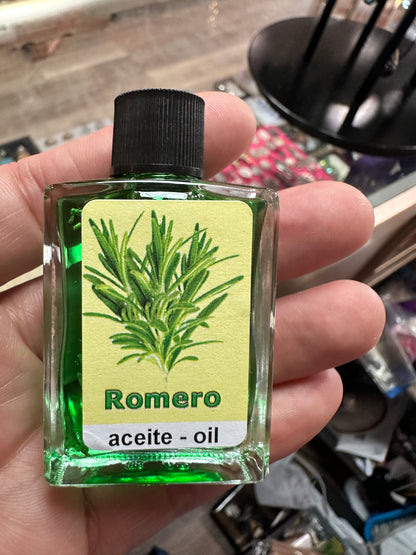 Romero
aceite - oil